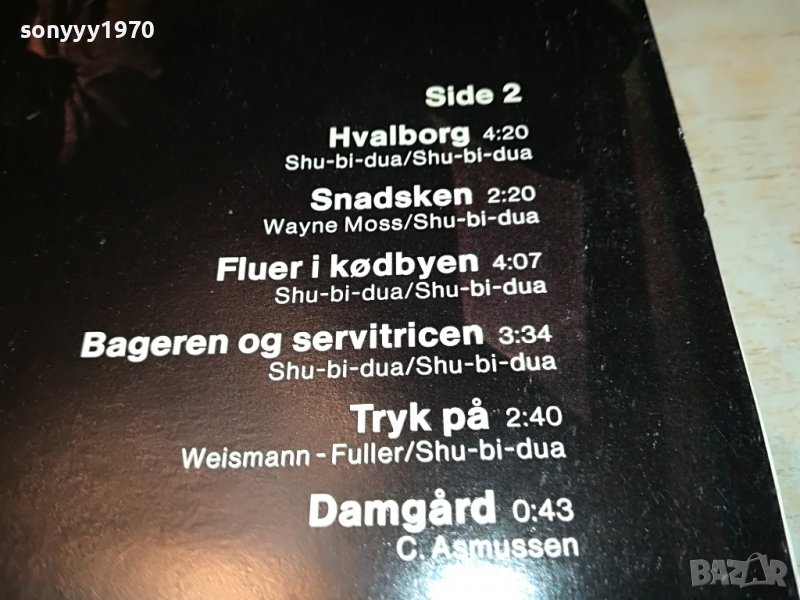 sonyyy1970
Side 2
Hvalborg 4:20
Shu-bi-dua/Shu-bi-dua
Snadsken 2:20
Wayne Moss/Shu-bi-dua
Fluer i kødbyen 4:07
Shu-bi-dua/Shu-bi-dua
Bageren og servitricen 3:34
Shu-bi-dua/Shu-bi-dua
Tryk på 2:40
Weismann - Fuller/Shu-bi-dua
Damgård 0:43
C. Asmussen
BAZAR